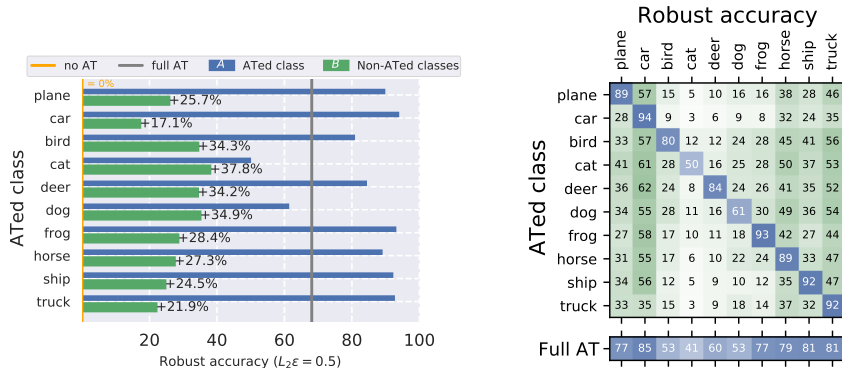 no AT full AT A ATed class B Non-ATed classes
= 0%
ATed class
plane +25.7%
car +17.1%
bird +34.3%
cat +37.8%
deer +34.2%
dog +34.9%
frog +28.4%
horse +27.3%
ship +24.5%
truck +21.9%
20 40 60 80 100
Robust accuracy (L₂ε = 0.5)
Robust accuracy
plane car bird cat deer dog frog horse ship truck
ATed class
plane 89 57 15 5 10 16 16 38 28 46
car 28 94 6 3 6 9 8 32 24 35
bird 33 57 80 12 12 24 28 45 41 56
cat 41 61 28 50 16 25 28 50 37 53
deer 36 62 24 8 84 24 26 41 35 52
dog 34 55 28 11 16 61 30 49 36 54
frog 27 58 17 10 11 18 93 42 27 44
horse 31 55 17 6 10 22 24 89 33 47
ship 34 56 12 5 9 10 12 35 92 47
truck 33 35 15 3 9 18 14 37 32 92
Full AT 77 85 53 41 60 53 77 79 81 81